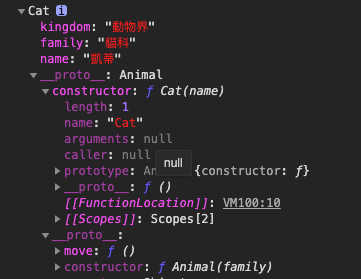 ▼ Cat i
kingdom: "動物界"
family: "貓科"
name: "凱蒂"
▼ __proto__: Animal
▼ constructor: ƒ Cat(name)
length: 1
name: "Cat"
arguments: null
caller: null
null
▶ prototype: An {constructor: ƒ}
▶ __proto__: ƒ ()
[[FunctionLocation]]: VM100:10
▶ [[Scopes]]: Scopes[2]
▼ __proto__:
▶ move: ƒ ()
▶ constructor: ƒ Animal(family)